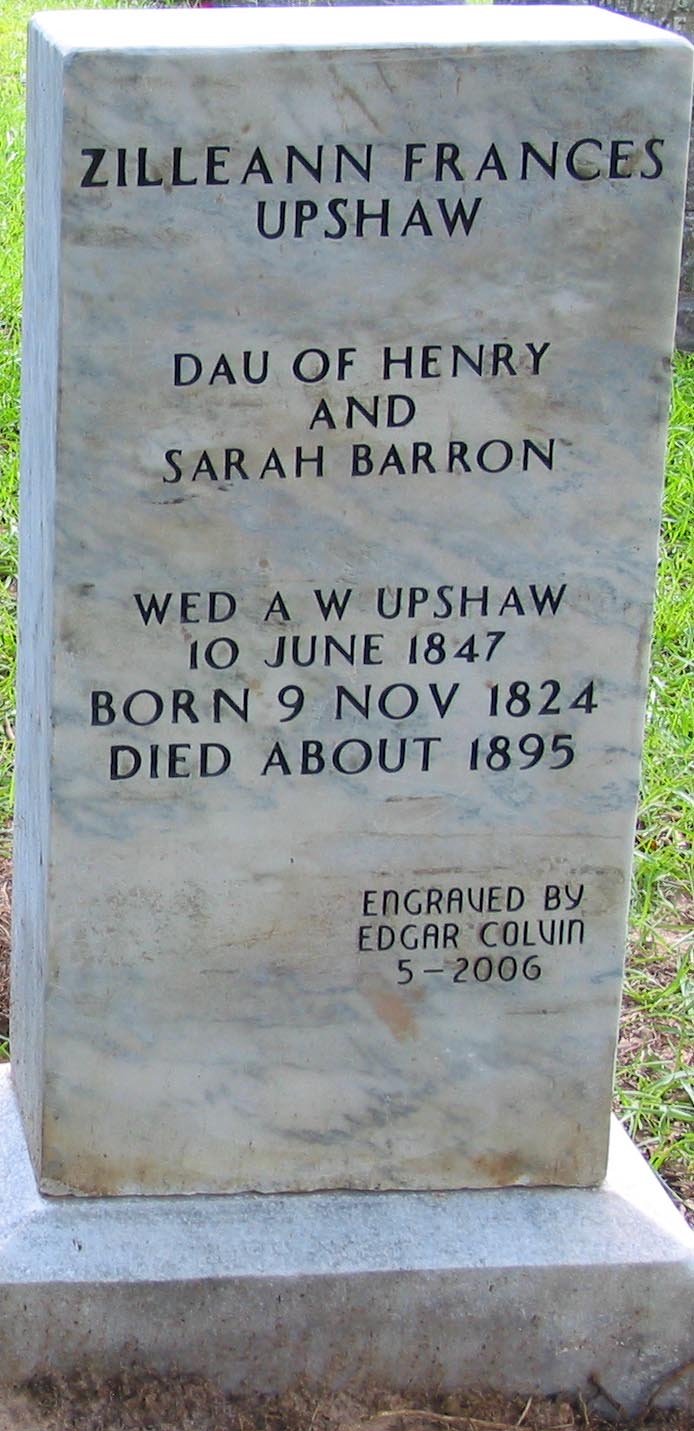 ZILLEANN FRANCES
UPSHAW
DAU OF HENRY
AND
SARAH BARRON
WED A W UPSHAW
10 JUNE 1847
BORN 9 NOV 1824
DIED ABOUT 1895
ENGRAVED BY
EDGAR COLVIN
5-2006